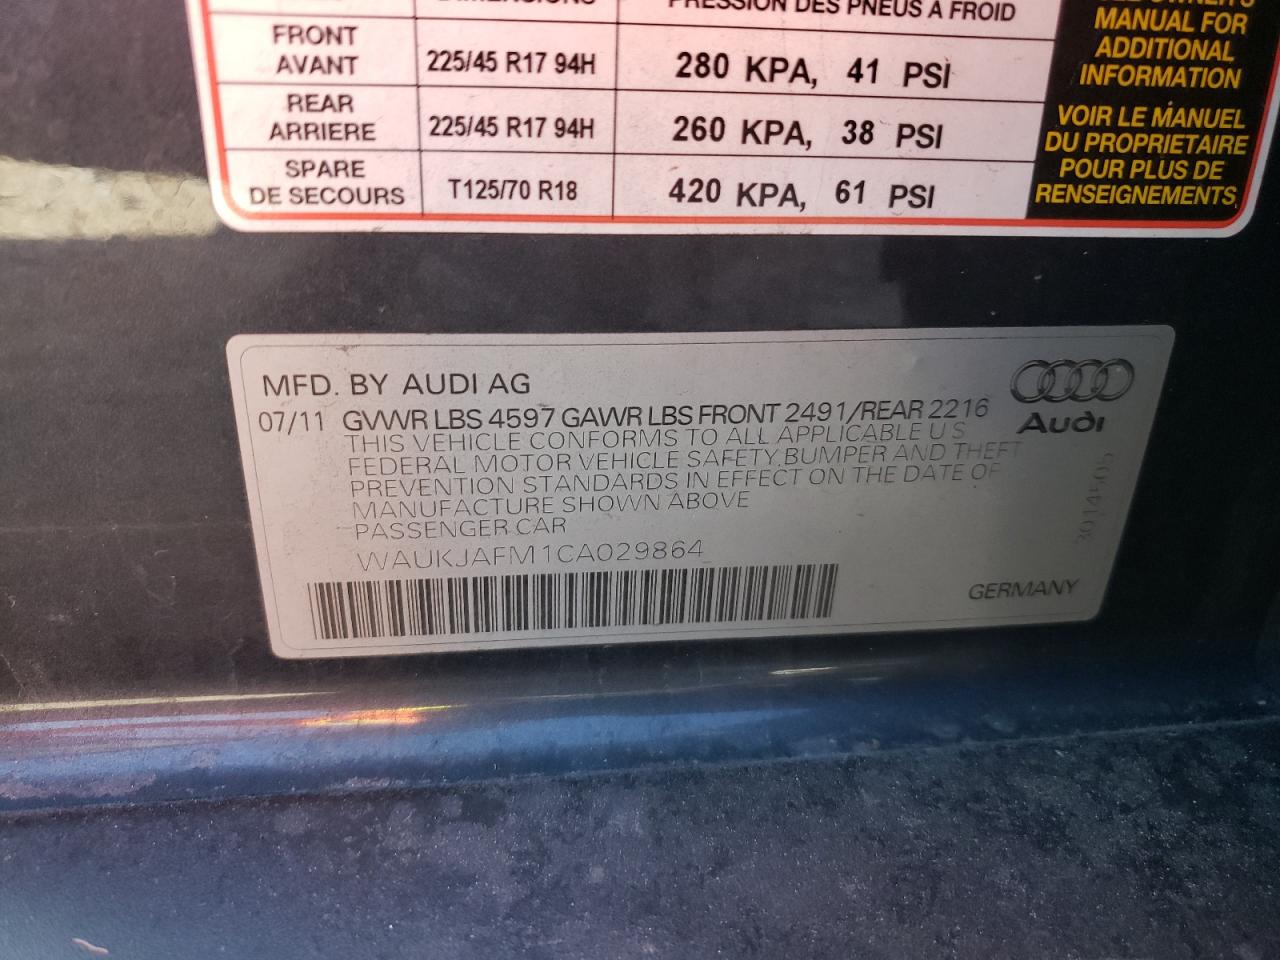 DIMENSIONS PRESSION DES PNEUS A FROID
FRONT
AVANT 225/45 R17 94H 280 KPA, 41 PSI
REAR
ARRIERE 225/45 R17 94H 260 KPA, 38 PSI
SPARE
DE SECOURS T125/70 R18 420 KPA, 61 PSI
OWNER'S
MANUAL FOR
ADDITIONAL
INFORMATION
VOIR LE MANUEL
DU PROPRIETAIRE
POUR PLUS DE
RENSEIGNEMENTS
MFD. BY AUDI AG
07/11 GVWR LBS 4597 GAWR LBS FRONT 2491/REAR 2216
Audi
THIS VEHICLE CONFORMS TO ALL APPLICABLE U S
FEDERAL MOTOR VEHICLE SAFETY,BUMPER AND THEFT
PREVENTION STANDARDS IN EFFECT ON THE DATE OF
MANUFACTURE SHOWN ABOVE
PASSENGER CAR
WAUKJAFM1CA029864
3014505
GERMANY